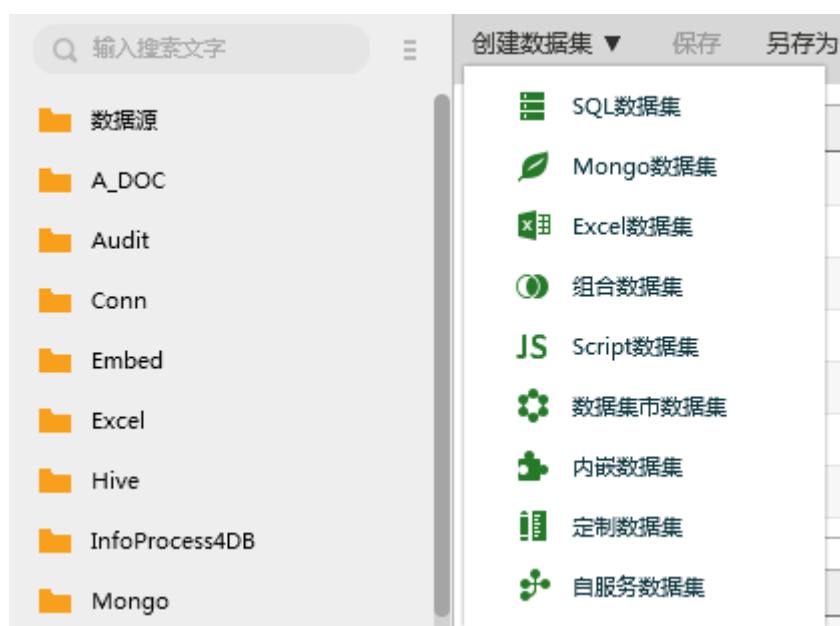 输入搜索文字
数据源
A_DOC
Audit
Conn
Embed
Excel
Hive
InfoProcess4DB
Mongo
创建数据集 ▼ 保存 另存为
SQL数据集
Mongo数据集
Excel数据集
组合数据集
JS Script数据集
数据集市数据集
内嵌数据集
定制数据集
自服务数据集